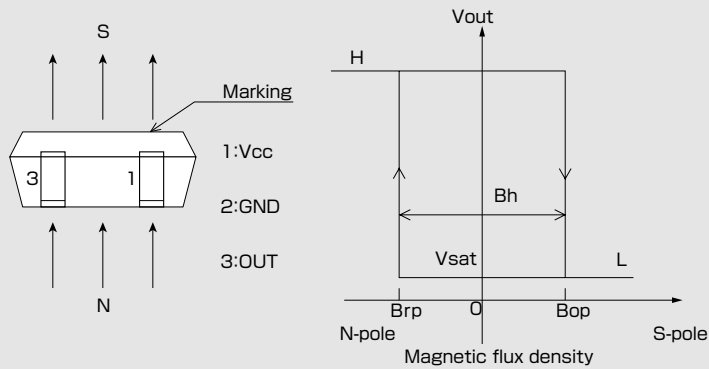 S
Marking
3
1
1:Vcc
2:GND
3:OUT
N
Vout
H
Bh
Vsat
L
Brp
0
Bop
N-pole
S-pole
Magnetic flux density